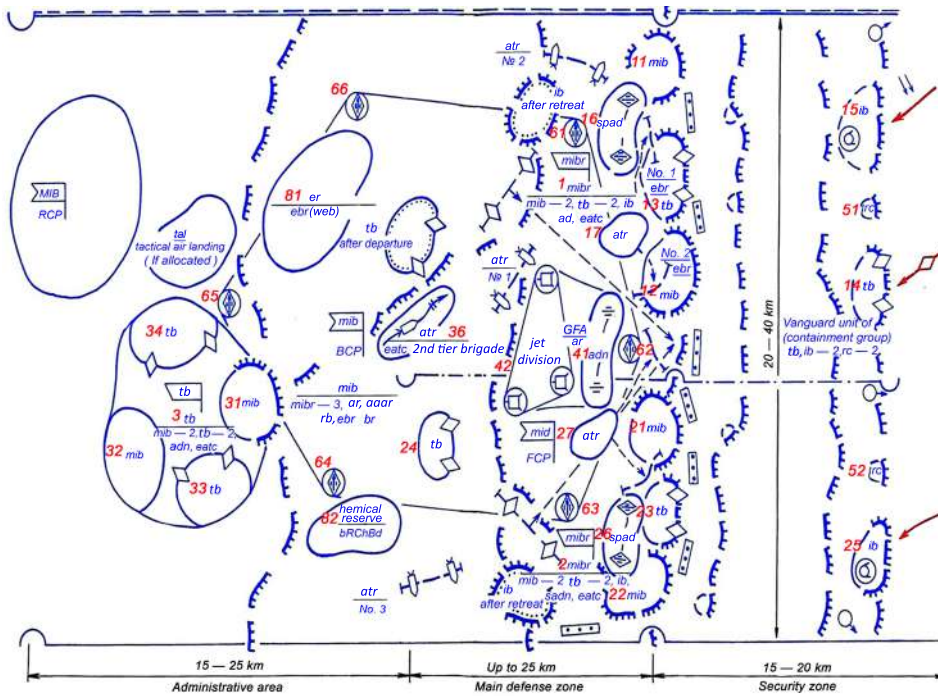 atr
№ 2
11 mib
ib
after retreat
66
16
spad
15 ib
61
MIB
RCP
mibr
1 mibr
mib — 2, tb — 2, ib
ad, eatc
No. 1
ebr
13 tb
51 rc
81 er
ebr (web)
tal
tactical air landing
( If allocated )
tb
after departure
17
atr
No. 2
ebr
12 mib
atr
№ 1
14 tb
65
34 tb
mib
BCP
atr 36
eatc 2nd tier brigade
jet
division
42
GFA
ar
41 adn
62
Vanguard unit of
(containment group)
tb, ib — 2, rc — 2
20 — 40 km
tb
3 tb
mib — 2, tb — 2,
adn, eatc
31 mib
mib
mibr — 3, ar, aaar
rb, ebr br
24 tb
mid
FCP
27 atr
21 mib
32 mib
33 tb
64
52 rc
63
23 tb
82
hemical
reserve
bRChBd
mibr
26
spad
25 ib
2 mibr
mib — 2 tb — 2, ib,
sadn, eatc
22 mib
ib
after retreat
atr
No. 3
15 — 25 km
Up to 25 km
15 — 20 km
Administrative area
Main defense zone
Security zone